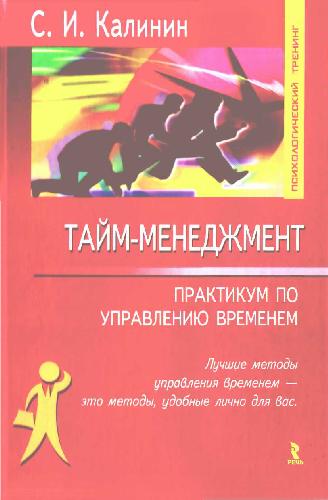 С. И. Калинин
ПСИХОЛОГИЧЕСКИЙ ТРЕНИНГ
ТАЙМ-МЕНЕДЖМЕНТ
ПРАКТИКУМ ПО
УПРАВЛЕНИЮ ВРЕМЕНЕМ
Лучшие методы
управления временем —
это методы, удобные лично для вас.
РЕЧЬ